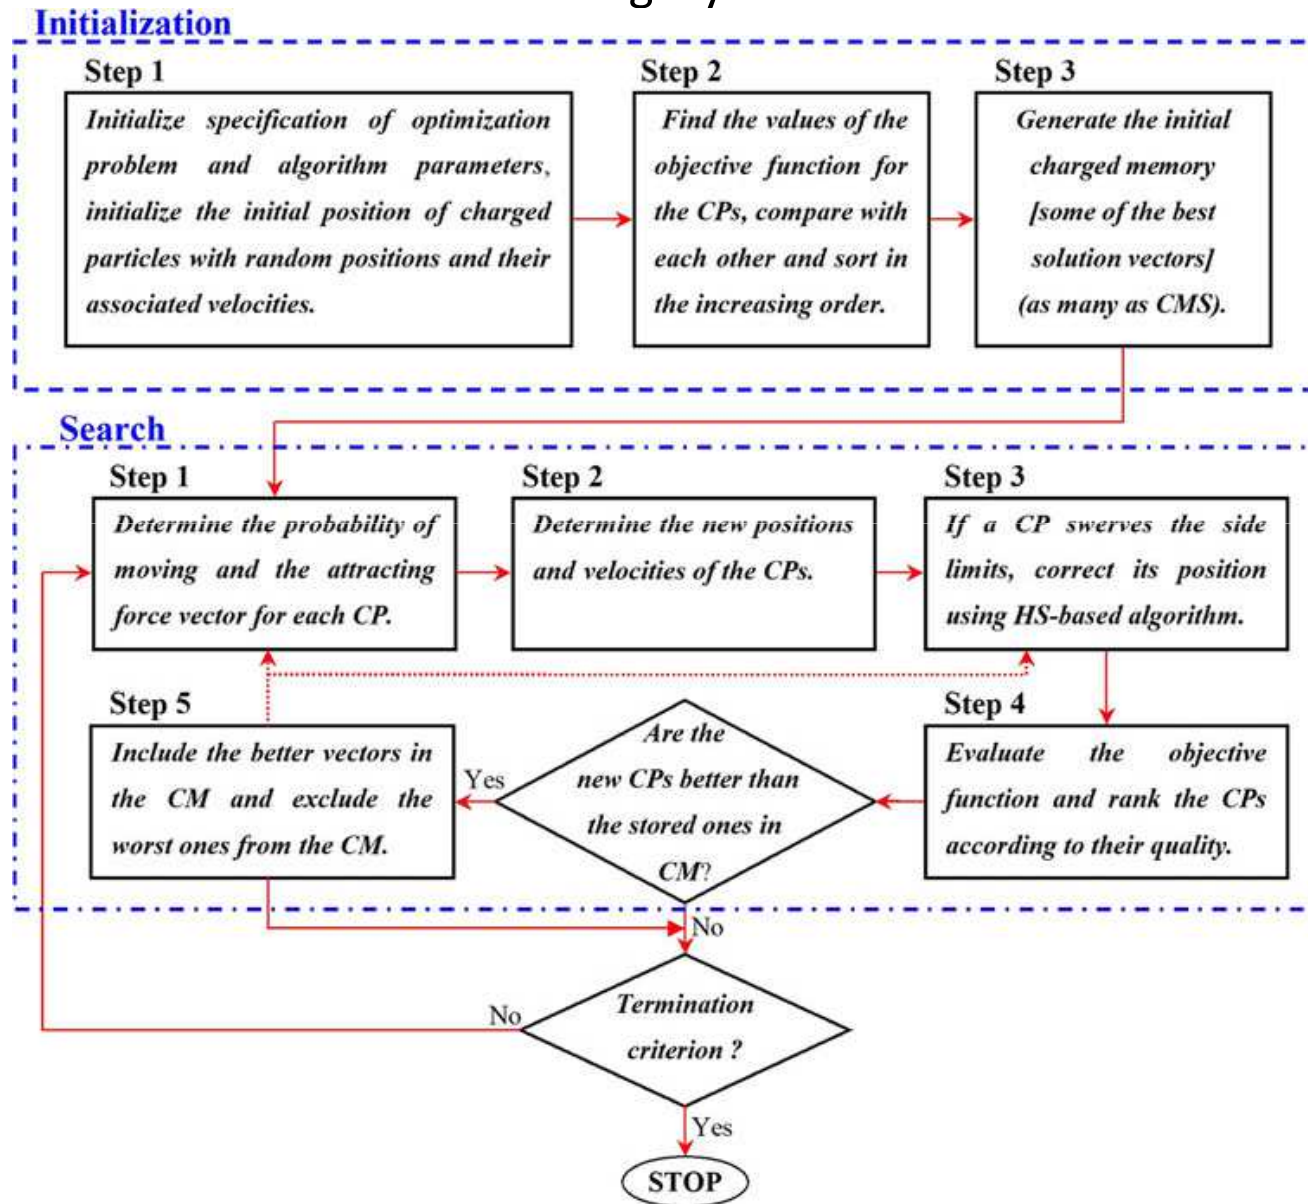 Initialization
Step 1
Initialize specification of optimization
problem and algorithm parameters,
initialize the initial position of charged
particles with random positions and their
associated velocities.
Step 2
Find the values of the
objective function for
the CPs, compare with
each other and sort in
the increasing order.
Step 3
Generate the initial
charged memory
[some of the best
solution vectors]
(as many as CMS).
Search
Step 1
Determine the probability of
moving and the attracting
force vector for each CP.
Step 2
Determine the new positions
and velocities of the CPs.
Step 3
If a CP swerves the side
limits, correct its position
using HS-based algorithm.
Step 4
Evaluate the objective
function and rank the CPs
according to their quality.
Are the
new CPs better than
the stored ones in
CM?
Yes
Step 5
Include the better vectors in
the CM and exclude the
worst ones from the CM.
No
Termination
criterion ?
No
Yes
STOP